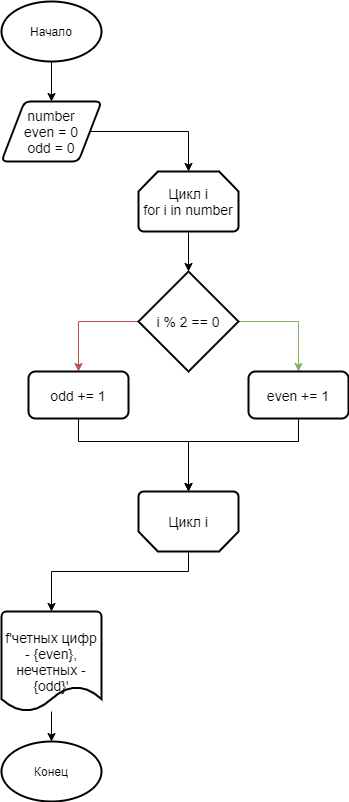 Начало
number
even = 0
odd = 0
Цикл i
for i in number
i % 2 == 0
odd += 1
even += 1
Цикл i
f'четных цифр
- {even},
нечетных -
{odd}'
Конец